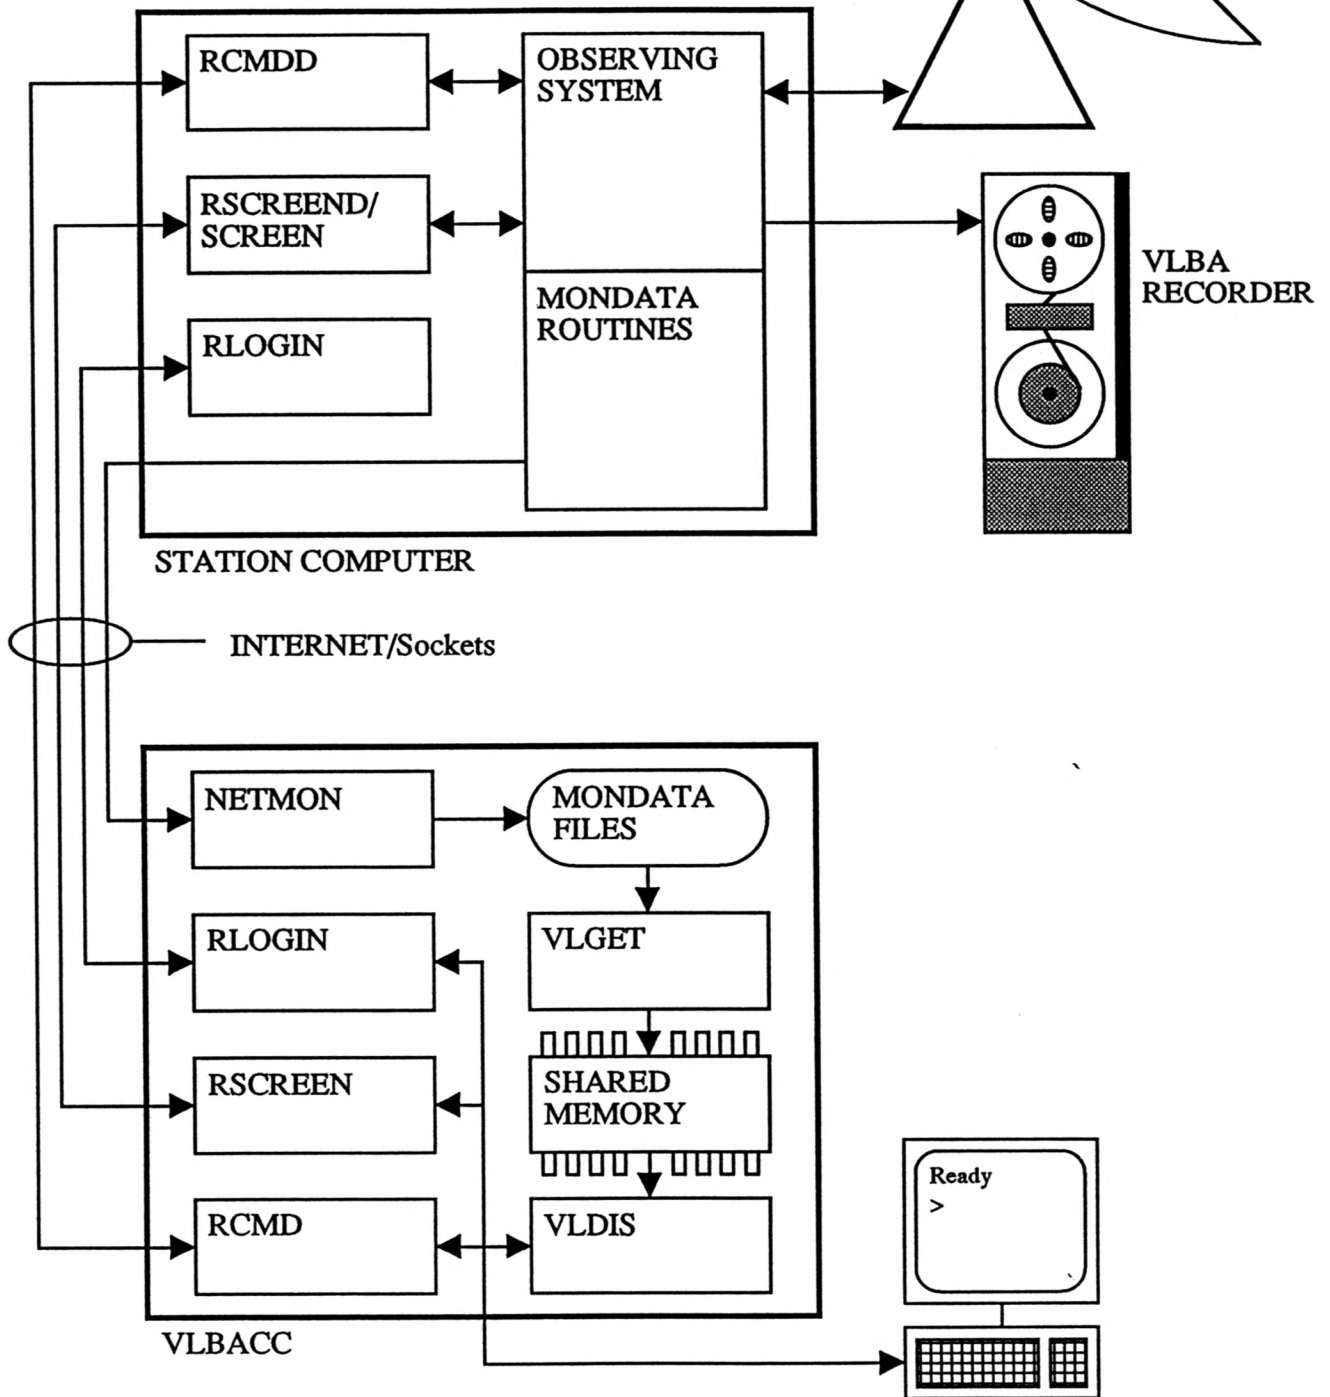 RCMDD
OBSERVING
SYSTEM
RSCREEND/
SCREEN
RLOGIN
MONDATA
ROUTINES
VLBA
RECORDER
STATION COMPUTER
INTERNET/Sockets
NETMON
MONDATA
FILES
RLOGIN
VLGET
RSCREEN
SHARED
MEMORY
RCMD
VLDIS
VLBACC
Ready
>